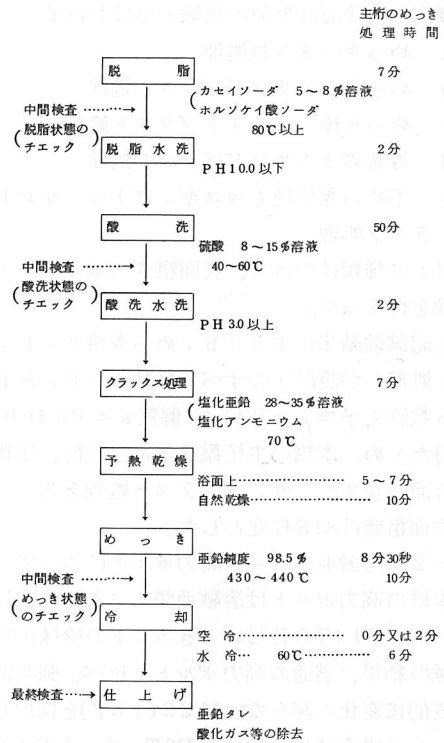 主桁のめっき
処理時間
脱脂 7分
カセイソーダ 5～8%溶液
中間検査
ホルソケイ酸ソーダ
(脱脂状態のチェック)
80℃以上
脱脂水洗 2分
PH10.0以下
酸洗 50分
硫酸 8～15%溶液
中間検査 40～60℃
(酸洗状態のチェック)
酸洗水洗 2分
PH3.0以上
クラックス処理 7分
塩化亜鉛 28～35%溶液
塩化アンモニウム
70℃
予熱乾燥
浴面上………………… 5～7分
自然乾燥………………… 10分
めっき
亜鉛純度 98.5% 8分30秒
中間検査………… 430～440℃ 10分
(めっき状態のチェック)
冷却
空冷………………… 0分又は2分
水冷… 60℃………………… 6分
最終検査……… 仕上げ
亜鉛タレ
酸化ガス等の除去